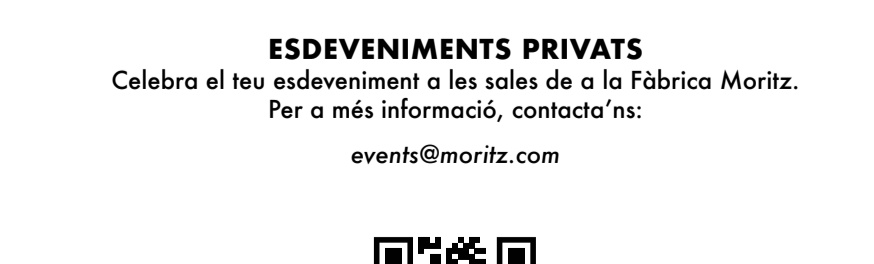 ESDEVENIMENTS PRIVATS
Celebra el teu esdeveniment a les sales de a la Fàbrica Moritz.
Per a més informació, contacta’ns:
events@moritz.com